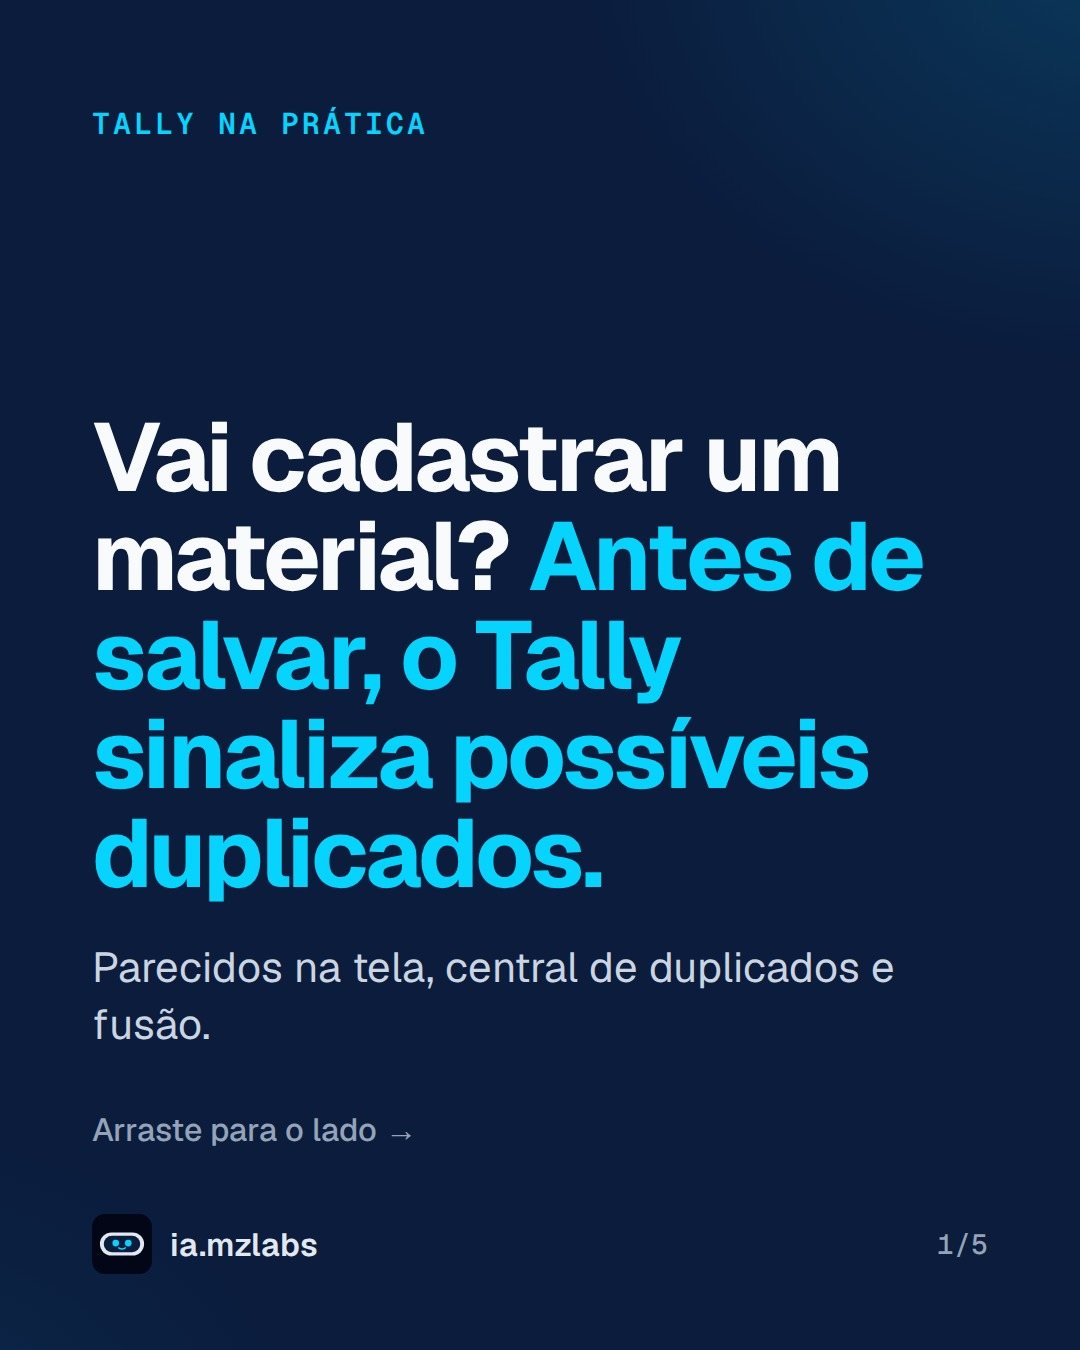 TALLY NA PRÁTICA
Vai cadastrar um
material? Antes de
salvar, o Tally
sinaliza possíveis
duplicados.
Parecidos na tela, central de duplicados e
fusão.
Arraste para o lado →
ia.mzlabs
1/5